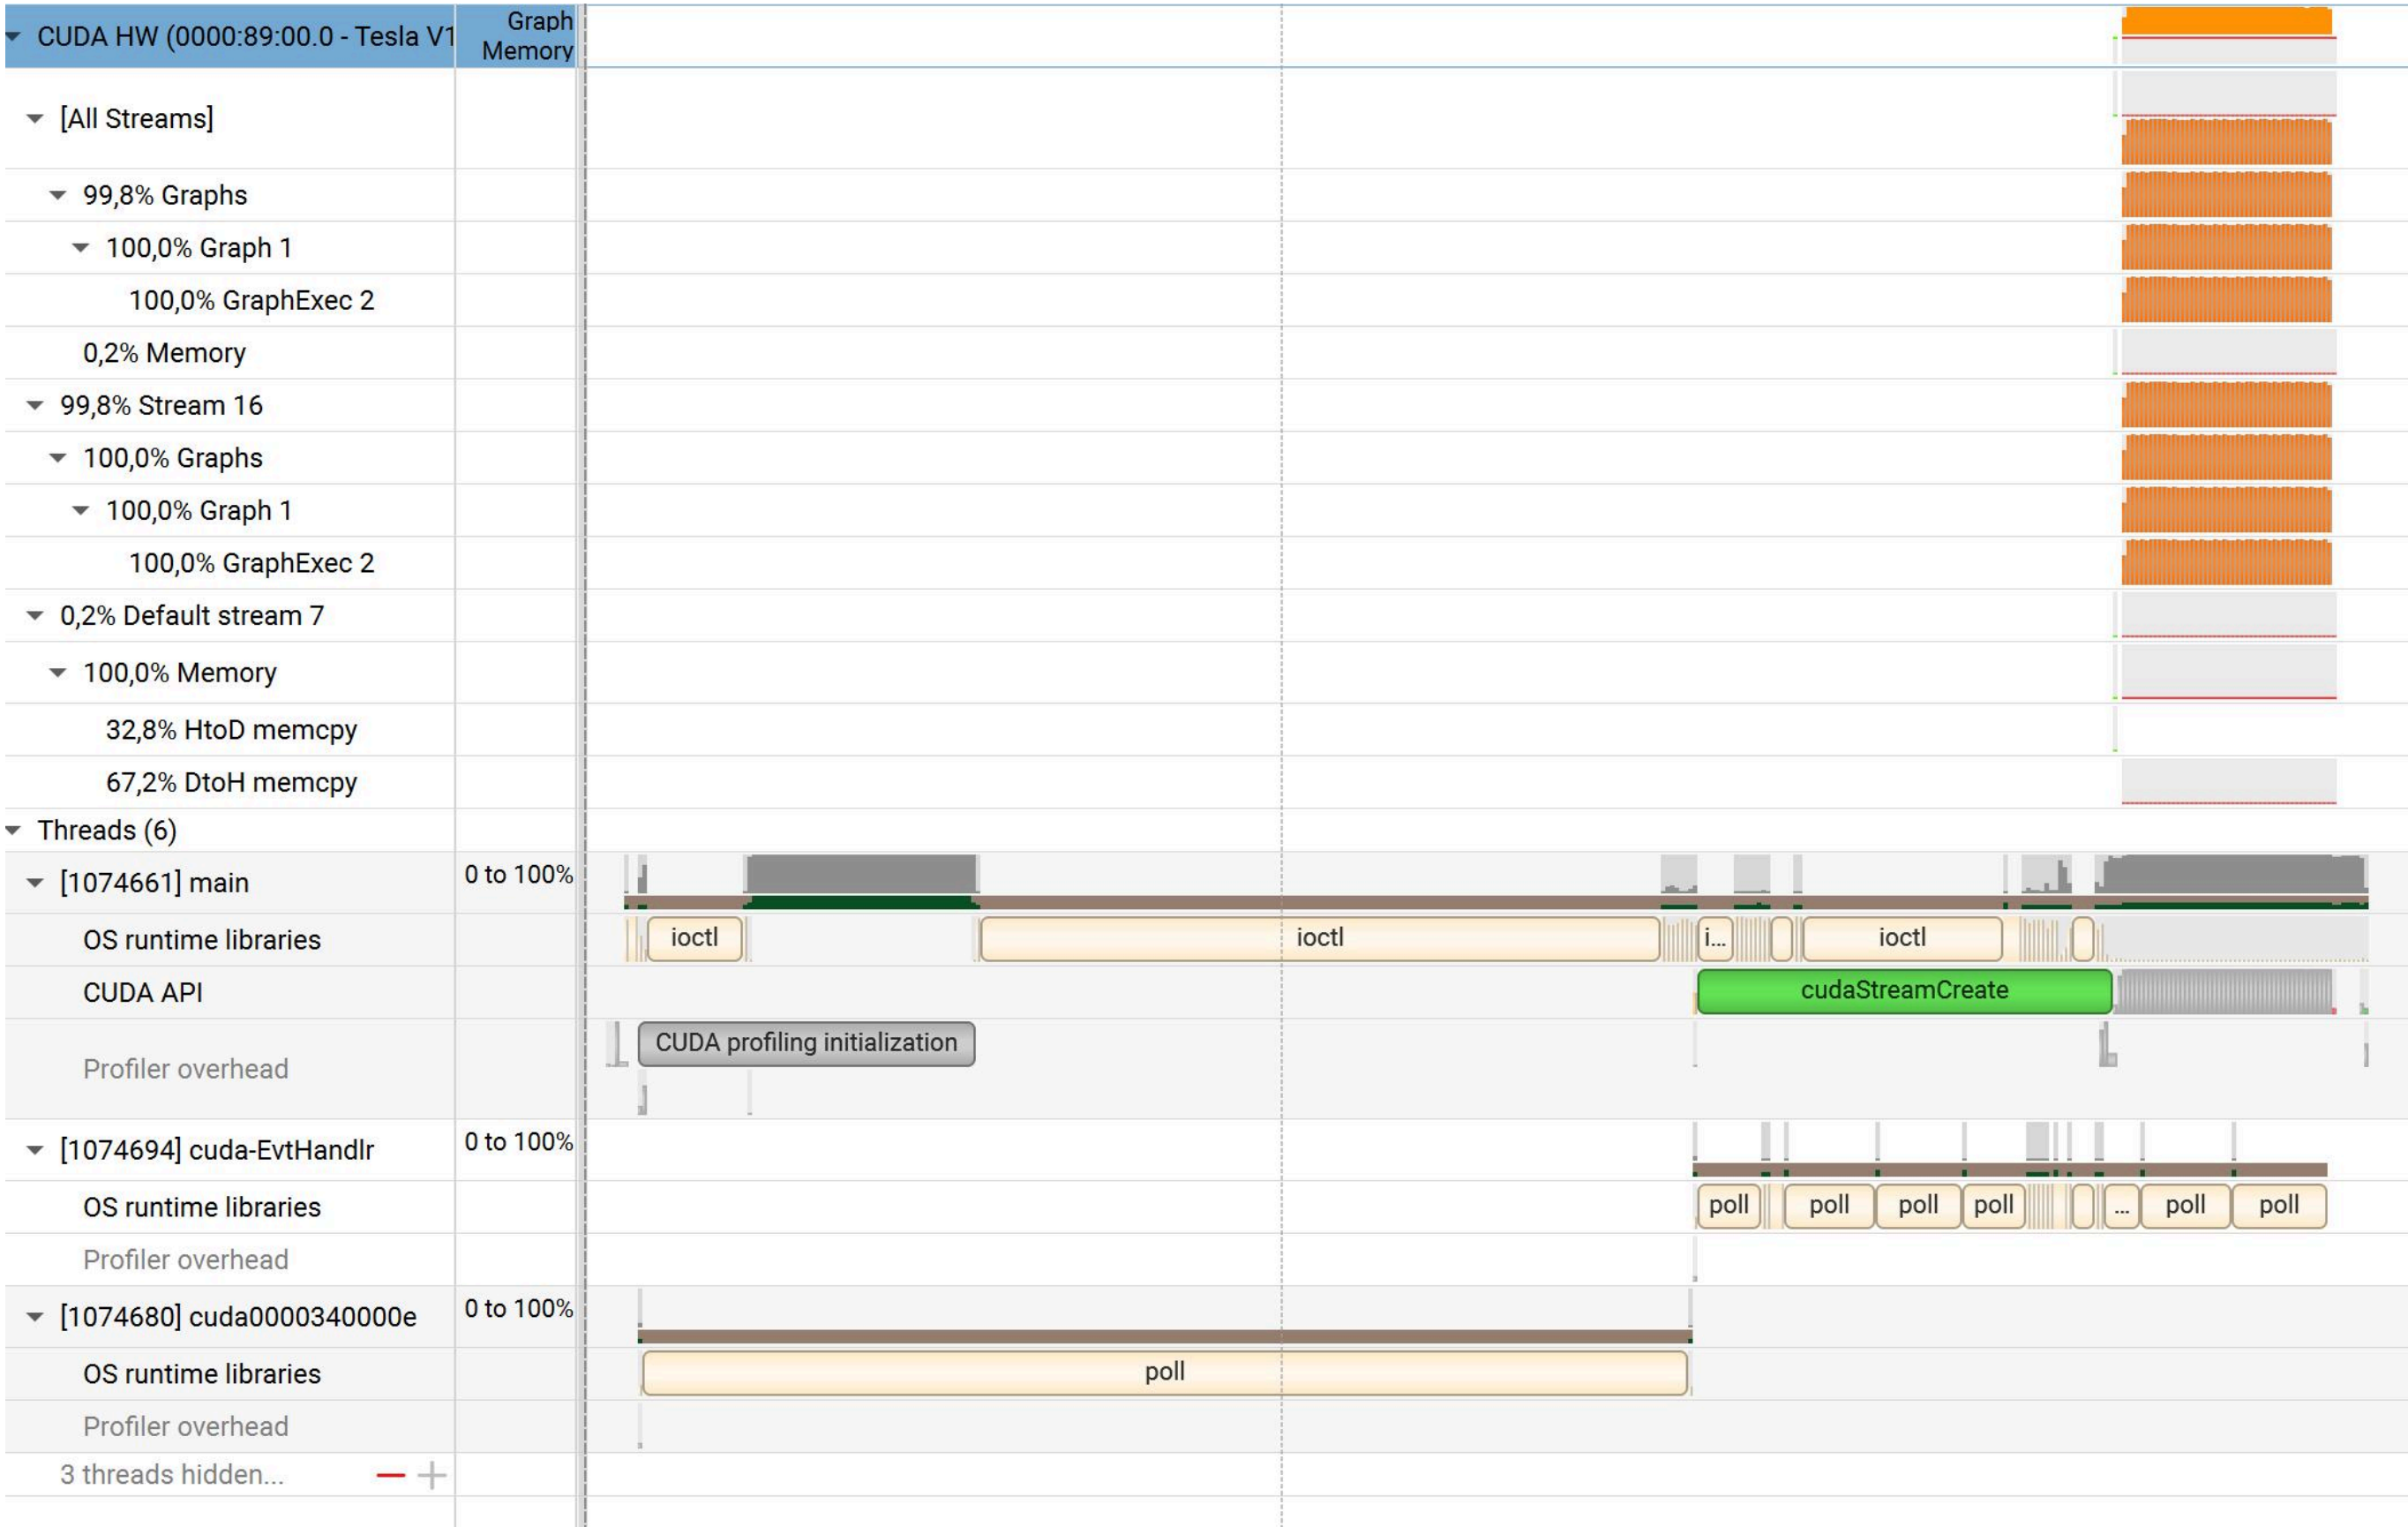 CUDA HW (0000:89:00.0 - Tesla V1
Graph
Memory
[All Streams]
99,8% Graphs
100,0% Graph 1
100,0% GraphExec 2
0,2% Memory
99,8% Stream 16
100,0% Graphs
100,0% Graph 1
100,0% GraphExec 2
0,2% Default stream 7
100,0% Memory
32,8% HtoD memcpy
67,2% DtoH memcpy
Threads (6)
[1074661] main 0 to 100%
OS runtime libraries ioctl ioctl i... ioctl
CUDA API cudaStreamCreate
Profiler overhead CUDA profiling initialization
[1074694] cuda-EvtHandlr 0 to 100%
OS runtime libraries poll poll poll poll ... poll poll
Profiler overhead
[1074680] cuda0000340000e 0 to 100%
OS runtime libraries poll
Profiler overhead
3 threads hidden...